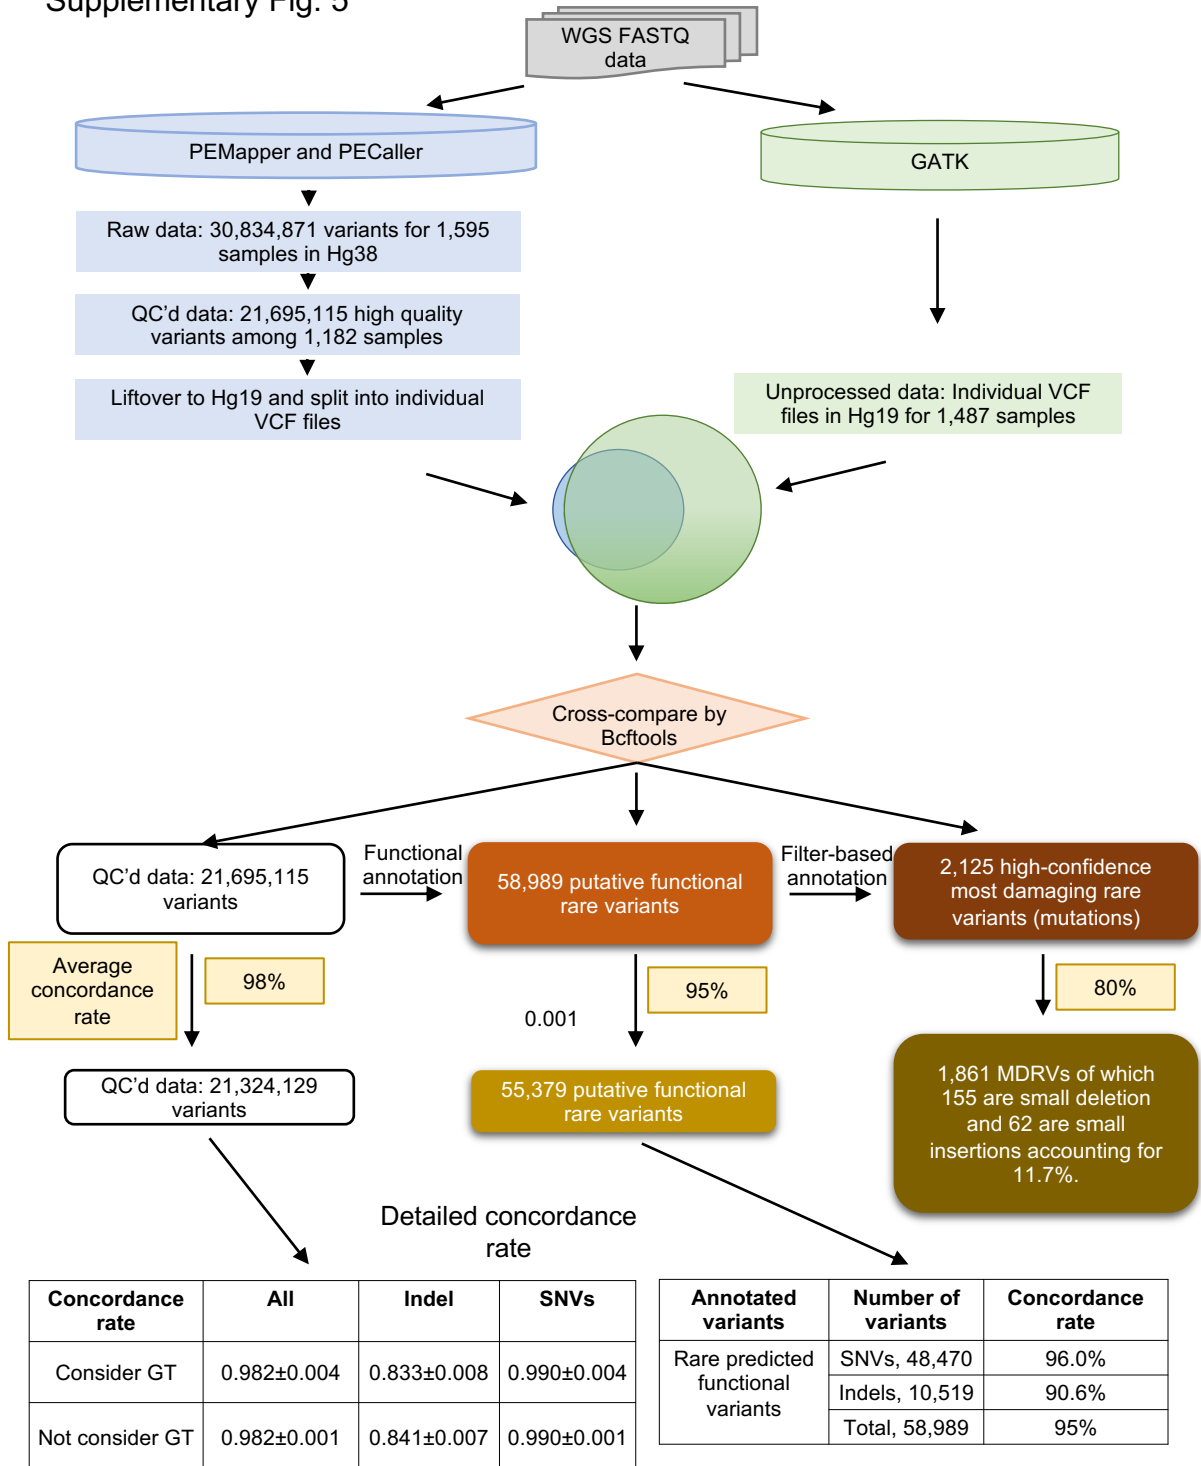 Supplementary Fig. 5
WGS FASTQ
data
PEMapper and PECaller
GATK
Raw data: 30,834,871 variants for 1,595
samples in Hg38
QC’d data: 21,695,115 high quality
variants among 1,182 samples
Liftover to Hg19 and split into individual
VCF files
Unprocessed data: Individual VCF
files in Hg19 for 1,487 samples
Cross-compare by
Bcftools
QC’d data: 21,695,115
variants
Functional
annotation
58,989 putative functional
rare variants
Filter-based
annotation
2,125 high-confidence
most damaging rare
variants (mutations)
Average
concordance
rate
98%
0.001
95%
80%
QC’d data: 21,324,129
variants
55,379 putative functional
rare variants
1,861 MDRVs of which
155 are small deletion
and 62 are small
insertions accounting for
11.7%.
Detailed concordance
rate
Concordance
rate
All
Indel
SNVs
Consider GT
0.982±0.004
0.833±0.008
0.990±0.004
Not consider GT
0.982±0.001
0.841±0.007
0.990±0.001
Annotated
variants
Number of
variants
Concordance
rate
Rare predicted
functional
variants
SNVs, 48,470
96.0%
Indels, 10,519
90.6%
Total, 58,989
95%